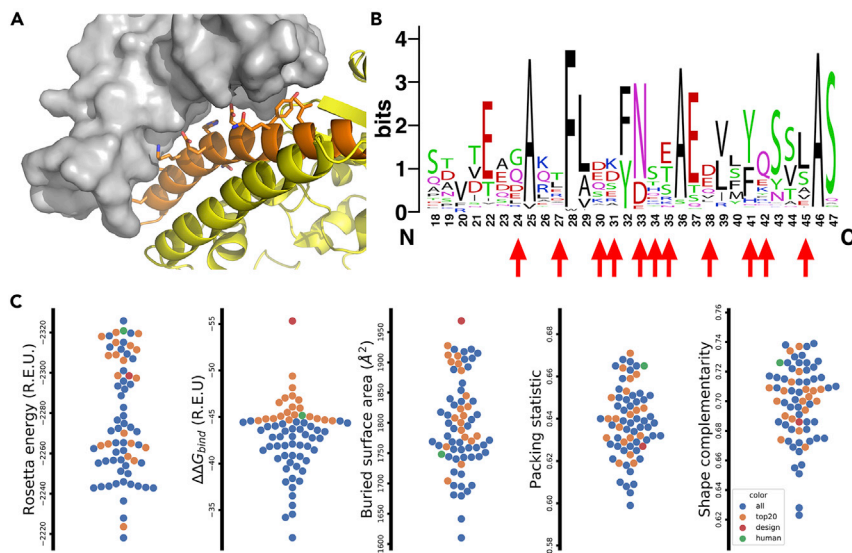 A
B
4
3
2
1
0
bits
18 19 20 21 22 23 24 25 26 27 28 29 30 31 32 33 34 35 36 37 38 39 40 41 42 43 44 45 46 47
N
C
C
Rosetta energy (R.E.U.)
−2320
−2300
−2280
−2260
−2240
−2220
ΔΔGbind (R.E.U)
−55
−50
−45
−40
−35
Buried surface area (Å²)
1950
1900
1850
1800
1750
1700
1650
1600
Packing statistic
0.68
0.66
0.64
0.62
0.60
0.58
Shape complementarity
0.76
0.74
0.72
0.70
0.68
0.66
0.64
0.62
color
all
top20
design
human